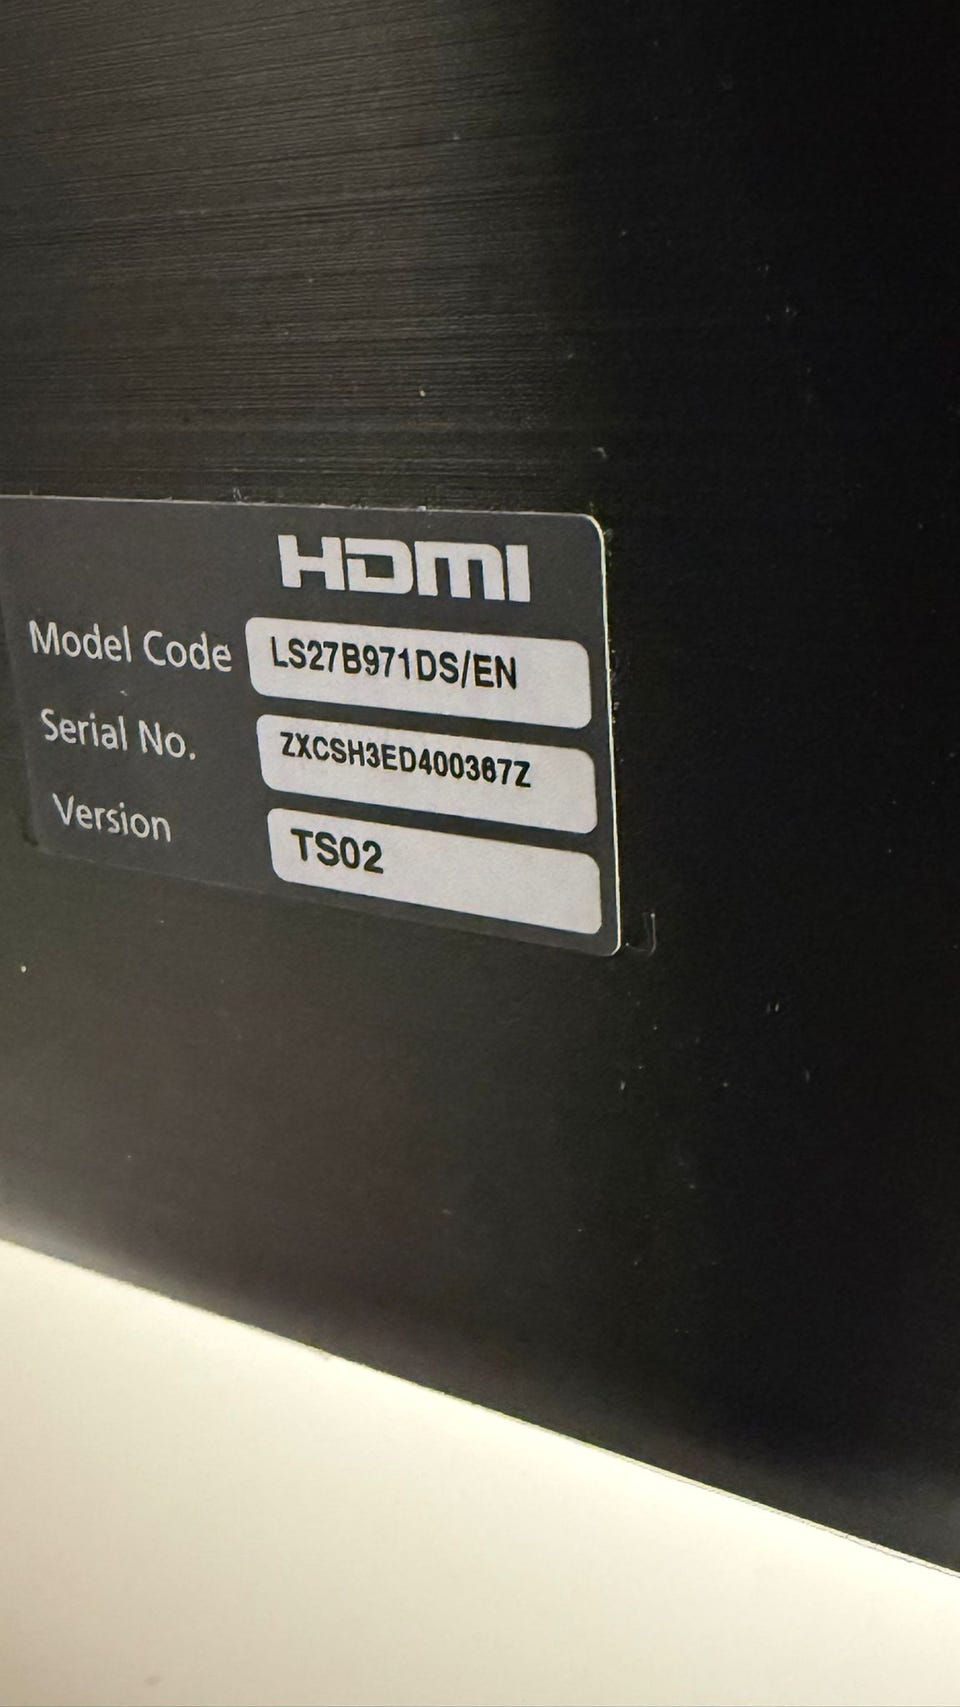 HDMI
Model Code LS27B971DS/EN
Serial No. ZXCSH3ED400367Z
Version TS02